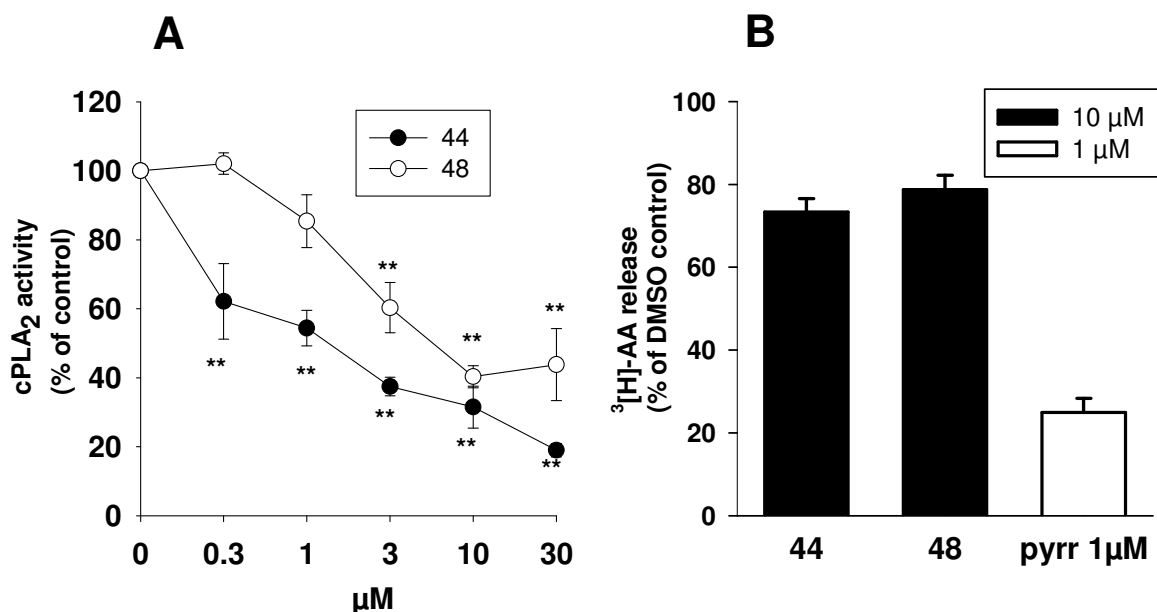 A
cPLA2 activity
(% of control)
120
100
80
60
40
20
0
44
48
**
**
**
**
**
**
**
**
0 0.3 1 3 10 30
µM
B
3[H]-AA release
(% of DMSO control)
100
80
60
40
20
0
10 µM
1 µM
44 48 pyrr 1µM